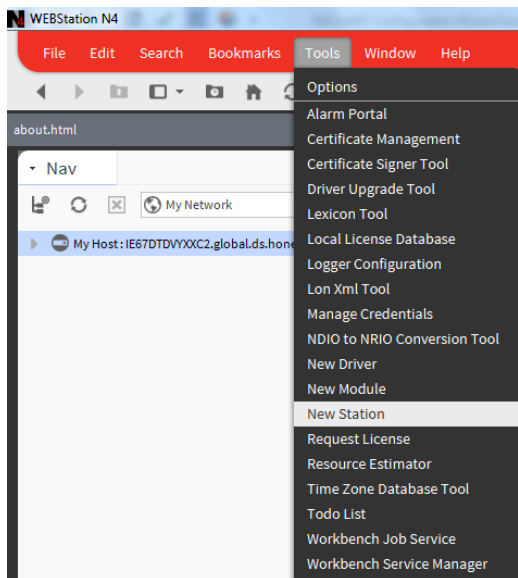 WEBStation N4
File Edit Search Bookmarks Tools Window Help
Options
about.html
Alarm Portal
Certificate Management
Nav
Certificate Signer Tool
Driver Upgrade Tool
My Network
Lexicon Tool
Local License Database
My Host : IE67DTDVYXXC2.global.ds.hone
Logger Configuration
Lon Xml Tool
Manage Credentials
NDIO to NRIO Conversion Tool
New Driver
New Module
New Station
Request License
Resource Estimator
Time Zone Database Tool
Todo List
Workbench Job Service
Workbench Service Manager